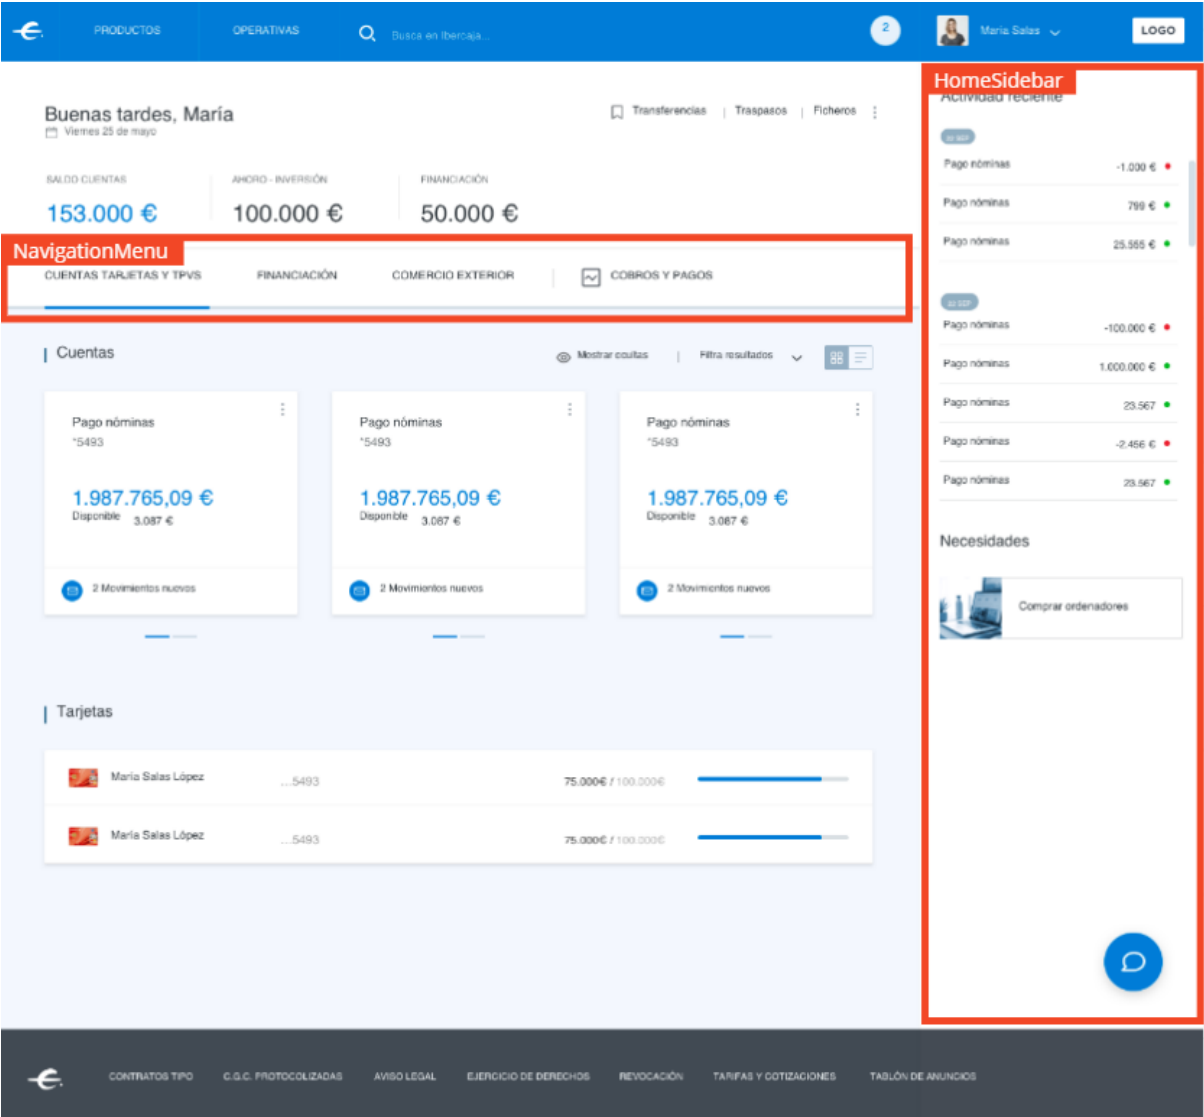 PRODUCTOS
OPERATIVAS
Busca en Ibercaja...
2
María Salas
LOGO
HomeSidebar
Buenas tardes, María
Viernes 25 de mayo
Transferencias | Traspasos | Ficheros
SALDO CUENTAS
AHORO - INVERSIÓN
FINANCIACIÓN
153.000 €
100.000 €
50.000 €
NavigationMenu
CUENTAS TARJETAS Y TPVS
FINANCIACIÓN
COMERCIO EXTERIOR
COBROS Y PAGOS
Cuentas
Mostrar ocultas | Filtra resultados
Pago nóminas
*5493
1.987.765,09 €
Disponible 3.087 €
2 Movimientos nuevos
Pago nóminas
*5493
1.987.765,09 €
Disponible 3.087 €
2 Movimientos nuevos
Pago nóminas
*5493
1.987.765,09 €
Disponible 3.087 €
2 Movimientos nuevos
Tarjetas
María Salas López ...5493 75.000€ / 100.000€
María Salas López ...5493 75.000€ / 100.000€
Actividad reciente
Pago nóminas -1.000 €
Pago nóminas 799 €
Pago nóminas 25.555 €
Pago nóminas -100.000 €
Pago nóminas 1.000.000 €
Pago nóminas 23.567
Pago nóminas -2.456 €
Pago nóminas 23.567
Necesidades
Comprar ordenadores
CONTRATOS TIPO
C.G.C. PROTOCOLIZADAS
AVISO LEGAL
EJERCICIO DE DERECHOS
REVOCACIÓN
TARIFAS Y COTIZACIONES
TABLÓN DE ANUNCIOS